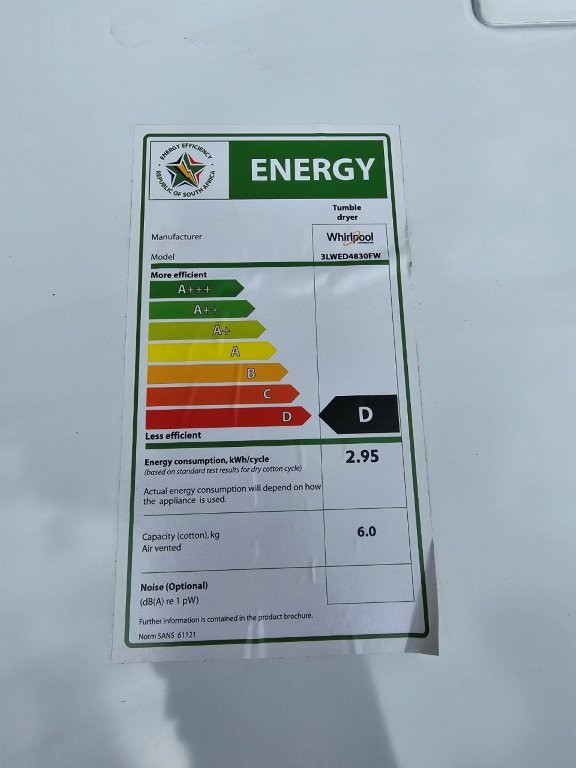 ENERGY EFFICIENCY
REPUBLIC OF SOUTH AFRICA
ENERGY
Tumble
dryer
Manufacturer
Whirlpool
Model
3LWED4830FW
More efficient
A+++
A++
A+
A
B
C
D
D
Less efficient
Energy consumption, kWh/cycle
2.95
(based on standard test results for dry cotton cycle)
Actual energy consumption will depend on how
the appliance is used.
Capacity (cotton), kg
6.0
Air vented
Noise (Optional)
(dB(A) re 1 pW)
Further information is contained in the product brochure.
Norm SANS 61121